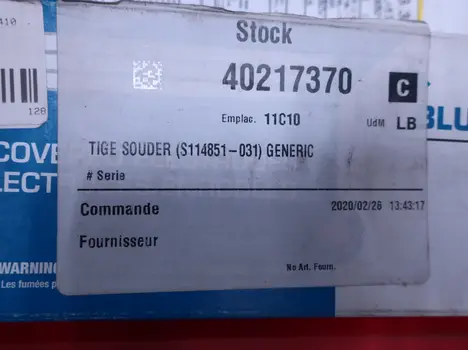 410
128
Stock
40217370
C
Emplac. 11C10
UdM LB
BLU
TIGE SOUDER (S114851-031) GENERIC
# Serie
COVE
LECT
Commande
2020/02/26 13:43:17
Fournisseur
No Art. Fourn.
WARNIN
Les fumées p